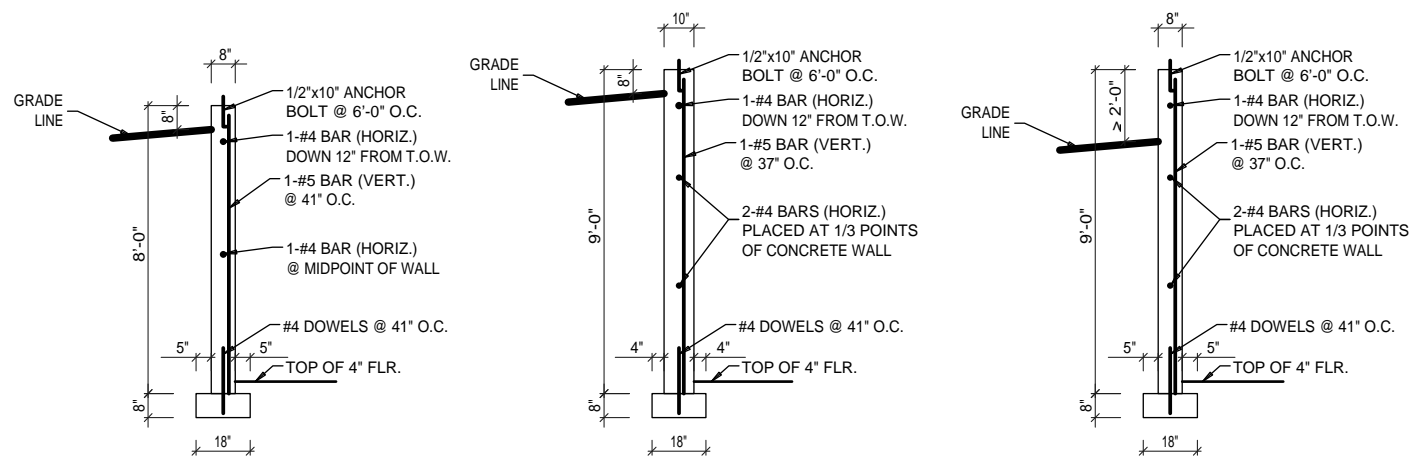 8"
GRADE
LINE
8"
1/2"x10" ANCHOR
BOLT @ 6'-0" O.C.
1-#4 BAR (HORIZ.)
DOWN 12" FROM T.O.W.
1-#5 BAR (VERT.)
@ 41" O.C.
8'-0"
1-#4 BAR (HORIZ.)
@ MIDPOINT OF WALL
#4 DOWELS @ 41" O.C.
5"
5"
TOP OF 4" FLR.
8"
18"
10"
GRADE
LINE
8"
1/2"x10" ANCHOR
BOLT @ 6'-0" O.C.
1-#4 BAR (HORIZ.)
DOWN 12" FROM T.O.W.
1-#5 BAR (VERT.)
@ 37" O.C.
9'-0"
2-#4 BARS (HORIZ.)
PLACED AT 1/3 POINTS
OF CONCRETE WALL
#4 DOWELS @ 41" O.C.
4"
4"
TOP OF 4" FLR.
8"
18"
8"
GRADE
LINE
≥ 2'-0"
1/2"x10" ANCHOR
BOLT @ 6'-0" O.C.
1-#4 BAR (HORIZ.)
DOWN 12" FROM T.O.W.
1-#5 BAR (VERT.)
@ 37" O.C.
9'-0"
2-#4 BARS (HORIZ.)
PLACED AT 1/3 POINTS
OF CONCRETE WALL
#4 DOWELS @ 41" O.C.
5"
5"
TOP OF 4" FLR.
8"
18"